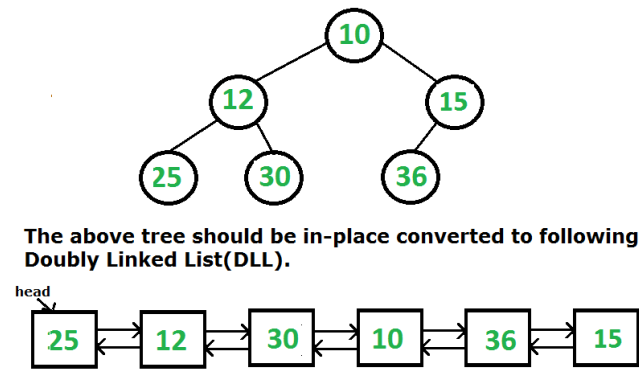 10
12 15
25 30 36
The above tree should be in-place converted to following
Doubly Linked List(DLL).
head
25 12 30 10 36 15